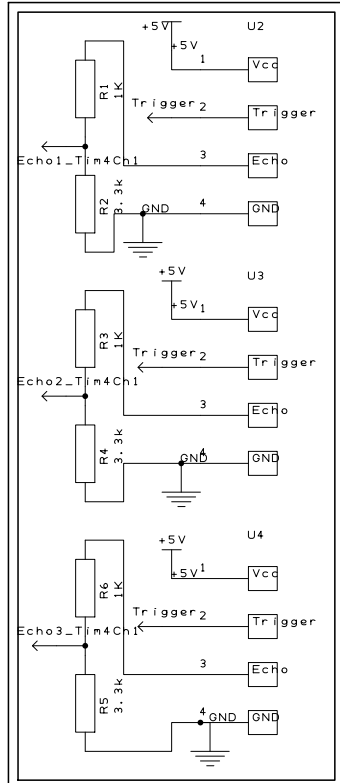 +5V
U2
+5V
1
Vcc
R1
1K
Trigger
2
Trigger
3
Echo
Echo1_Tim4Ch1
R2
3.3k
GND
4
GND
+5V
U3
+5V
1
Vcc
R3
1K
Trigger
2
Trigger
Echo2_Tim4Ch1
3
Echo
R4
3.3k
GND
4
GND
+5V
U4
+5V
1
Vcc
R6
1K
Trigger
2
Trigger
Echo3_Tim4Ch1
3
Echo
R5
3.3k
4
GND
GND